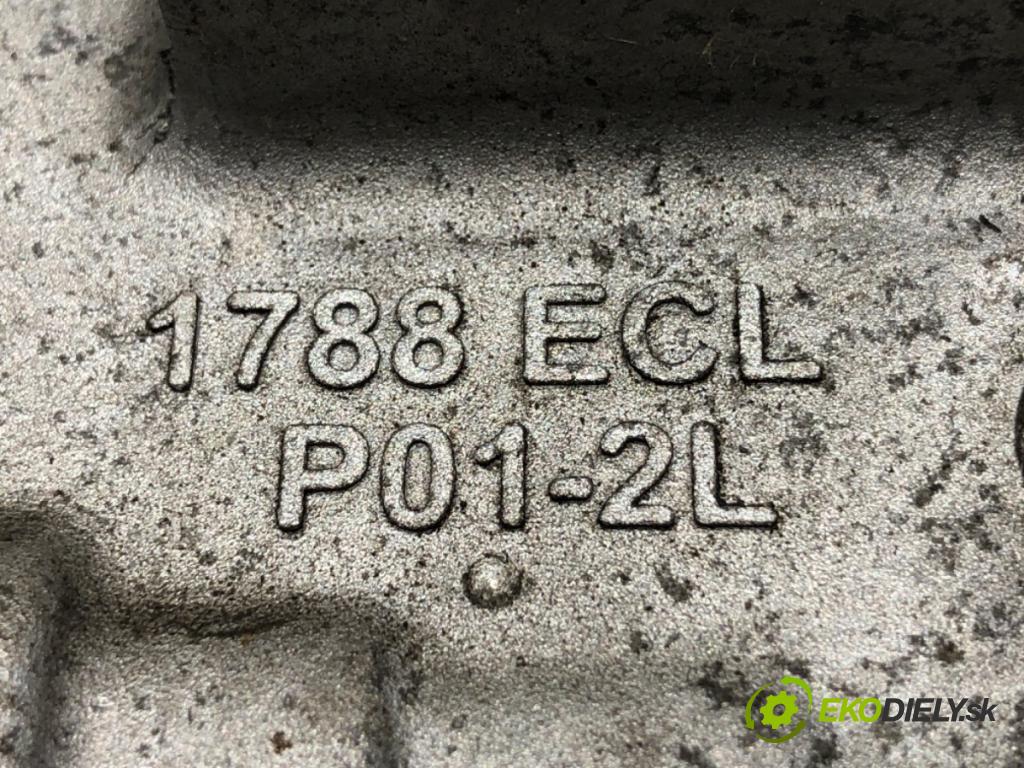 1788 ECL
P01-2L
EKODIELY.sk